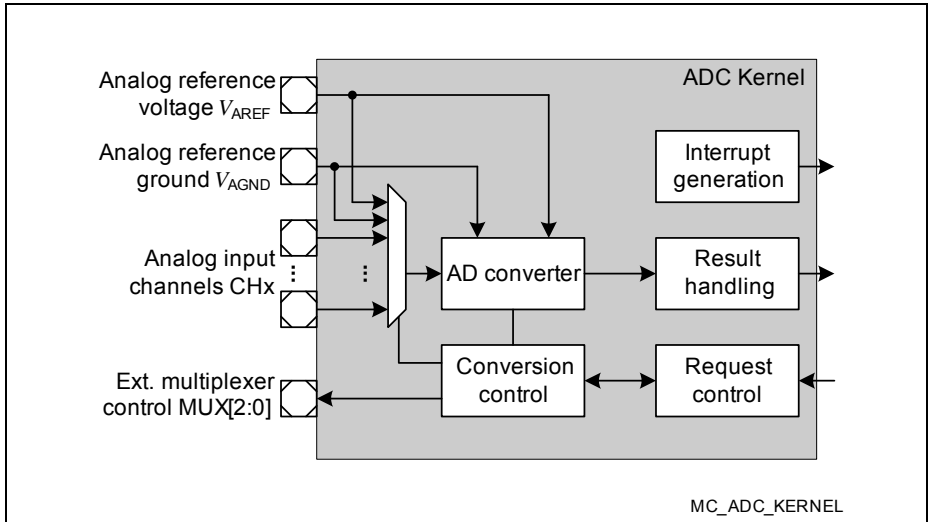 ADC Kernel
Analog reference
voltage VAREF
Analog reference
ground VAGND
Analog input
channels CHx
Ext. multiplexer
control MUX[2:0]
AD converter
Conversion
control
Interrupt
generation
Result
handling
Request
control
MC_ADC_KERNEL